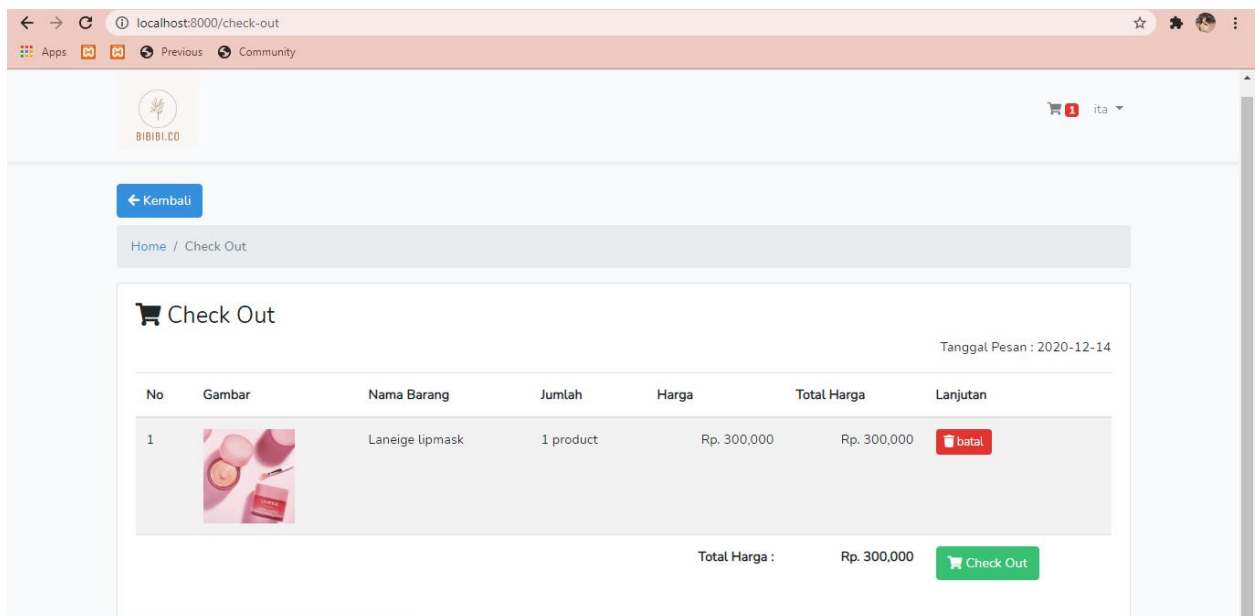 localhost:8000/check-out
Apps Previous Community
BIBIBI.CO
1 ita
Kembali
Home / Check Out
Check Out
Tanggal Pesan : 2020-12-14
No Gambar Nama Barang Jumlah Harga Total Harga Lanjutan
1 Laneige lipmask 1 product Rp. 300,000 Rp. 300,000 batal
Total Harga : Rp. 300,000 Check Out